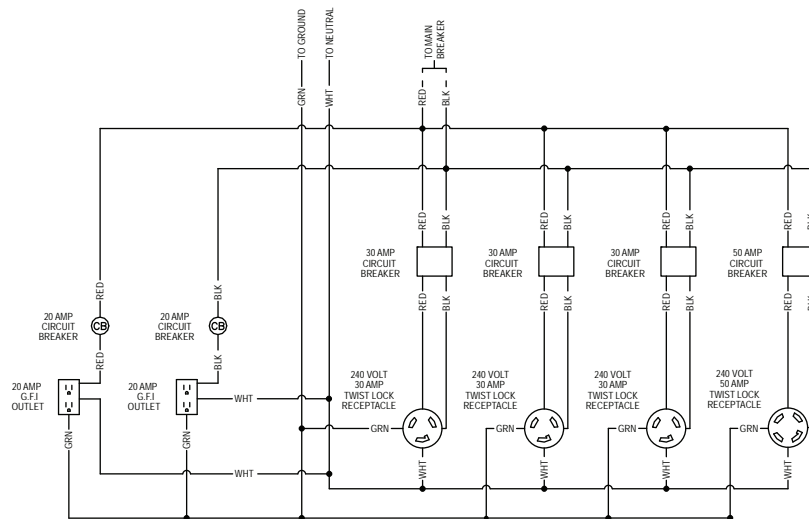 TO GROUND
TO NEUTRAL
TO MAIN
BREAKER
GRN
WHT
RED
BLK
RED
BLK
RED
BLK
RED
BLK
RED
BLK
30 AMP
CIRCUIT
BREAKER
30 AMP
CIRCUIT
BREAKER
30 AMP
CIRCUIT
BREAKER
50 AMP
CIRCUIT
BREAKER
RED
BLK
RED
BLK
RED
BLK
RED
BLK
RED
BLK
20 AMP
CIRCUIT
BREAKER
CB
20 AMP
CIRCUIT
BREAKER
CB
RED
BLK
20 AMP
G.F.I
OUTLET
20 AMP
G.F.I
OUTLET
WHT
240 VOLT
30 AMP
TWIST LOCK
RECEPTACLE
240 VOLT
30 AMP
TWIST LOCK
RECEPTACLE
240 VOLT
30 AMP
TWIST LOCK
RECEPTACLE
240 VOLT
50 AMP
TWIST LOCK
RECEPTACLE
GRN
GRN
GRN
GRN
GRN
GRN
WHT
WHT
WHT
WHT
WHT